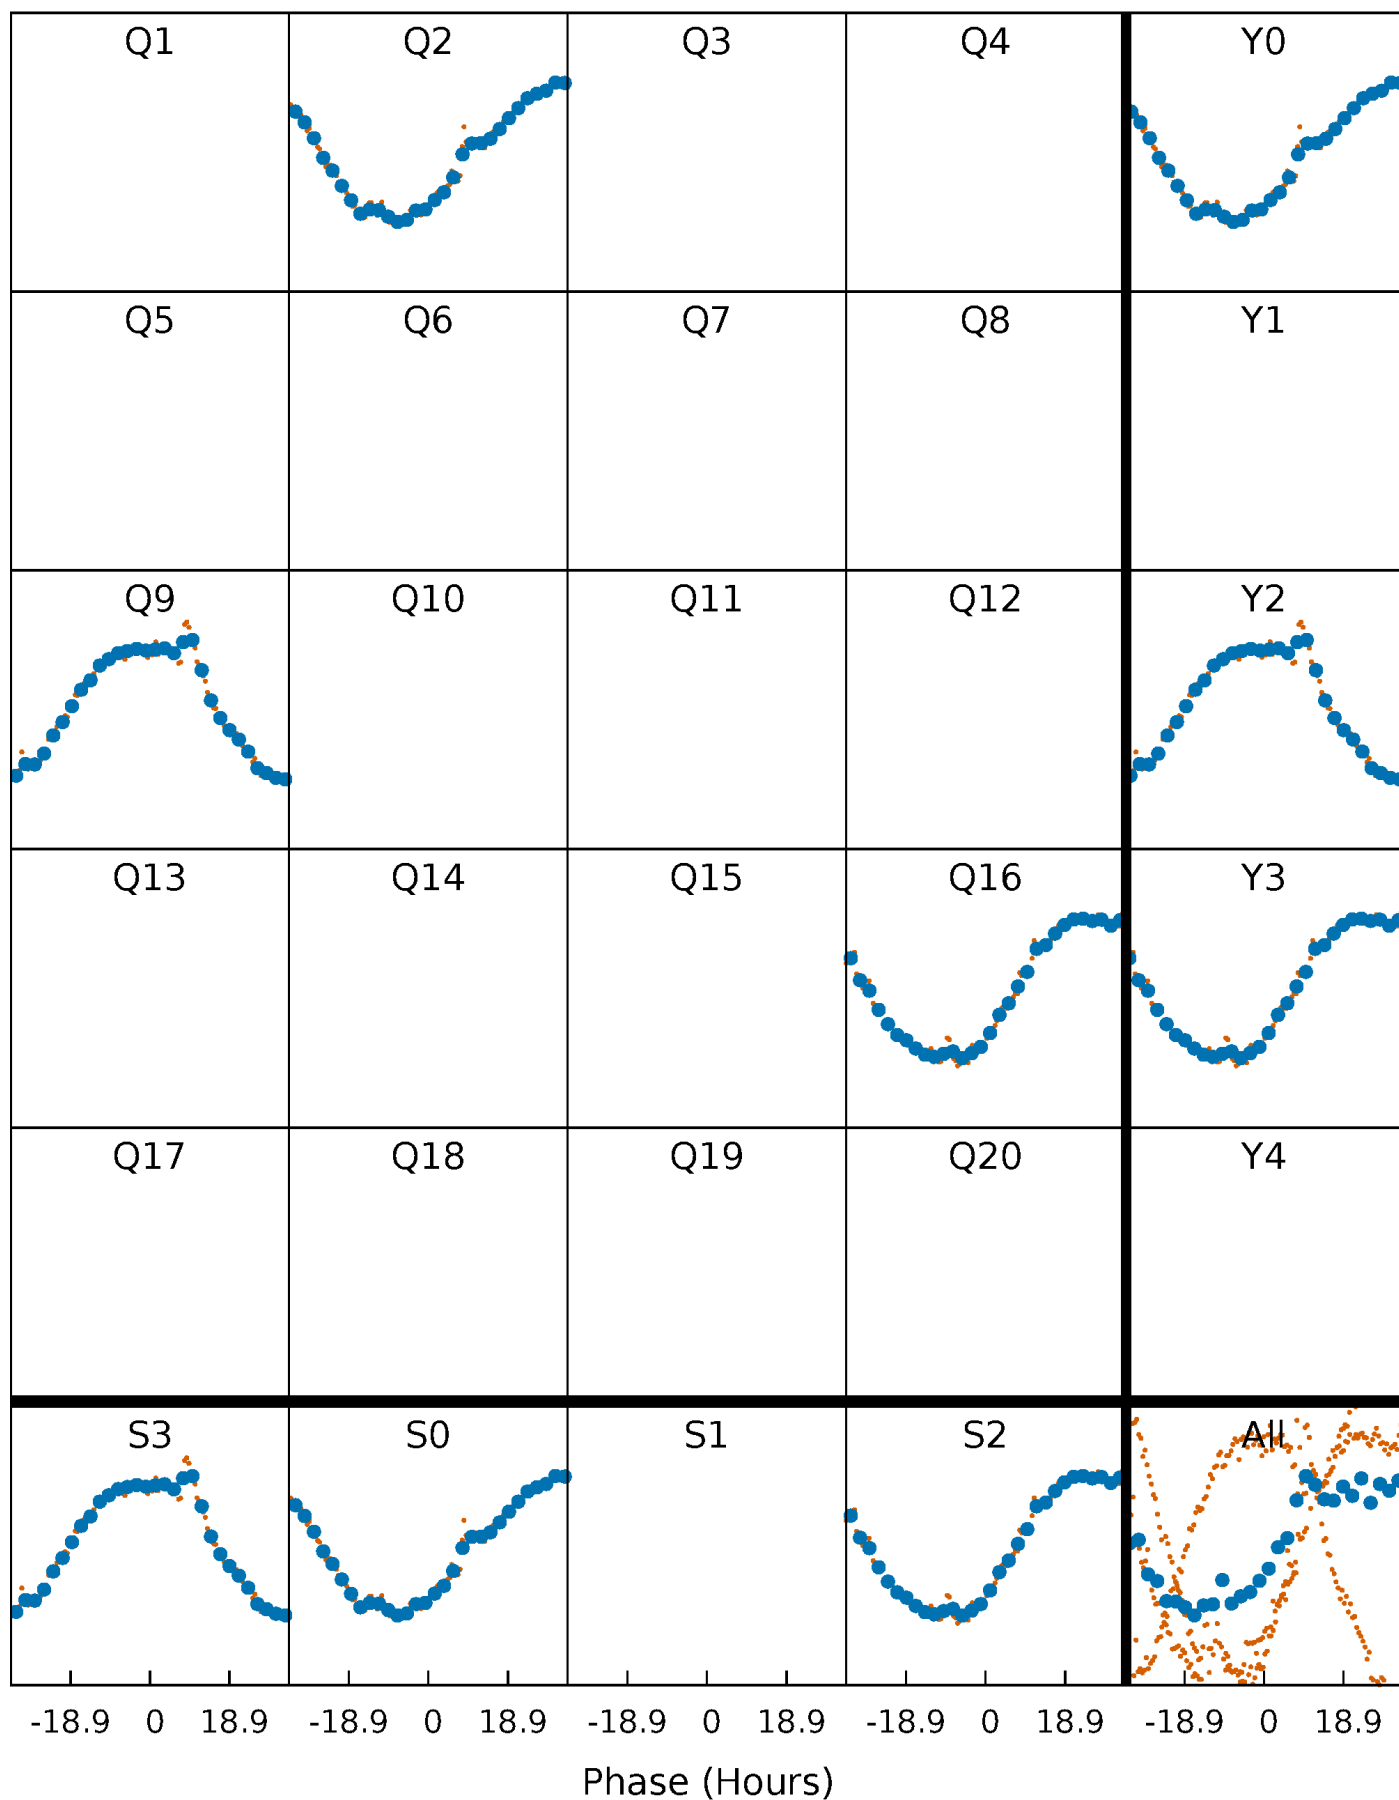 Q1 Q2 Q3 Q4 Y0
Q5 Q6 Q7 Q8 Y1
Q9 Q10 Q11 Q12 Y2
Q13 Q14 Q15 Q16 Y3
Q17 Q18 Q19 Q20 Y4
S3 S0 S1 S2 All
-18.9 0 18.9 -18.9 0 18.9 -18.9 0 18.9 -18.9 0 18.9 -18.9 0 18.9
Phase (Hours)